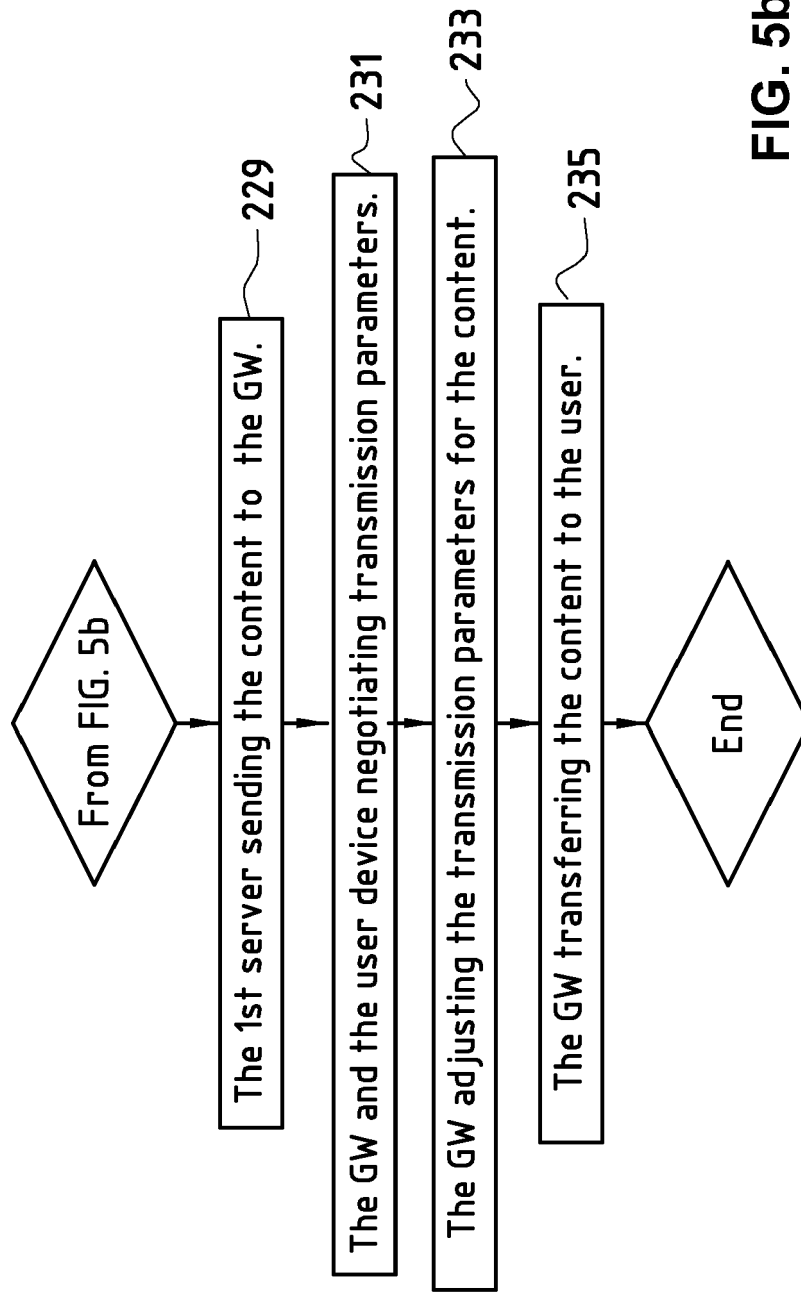 From FIG. 5b
The 1st server sending the content to the GW.
229
The GW and the user device negotiating transmission parameters.
231
The GW adjusting the transmission parameters for the content.
233
The GW transferring the content to the user.
235
End
FIG. 5b